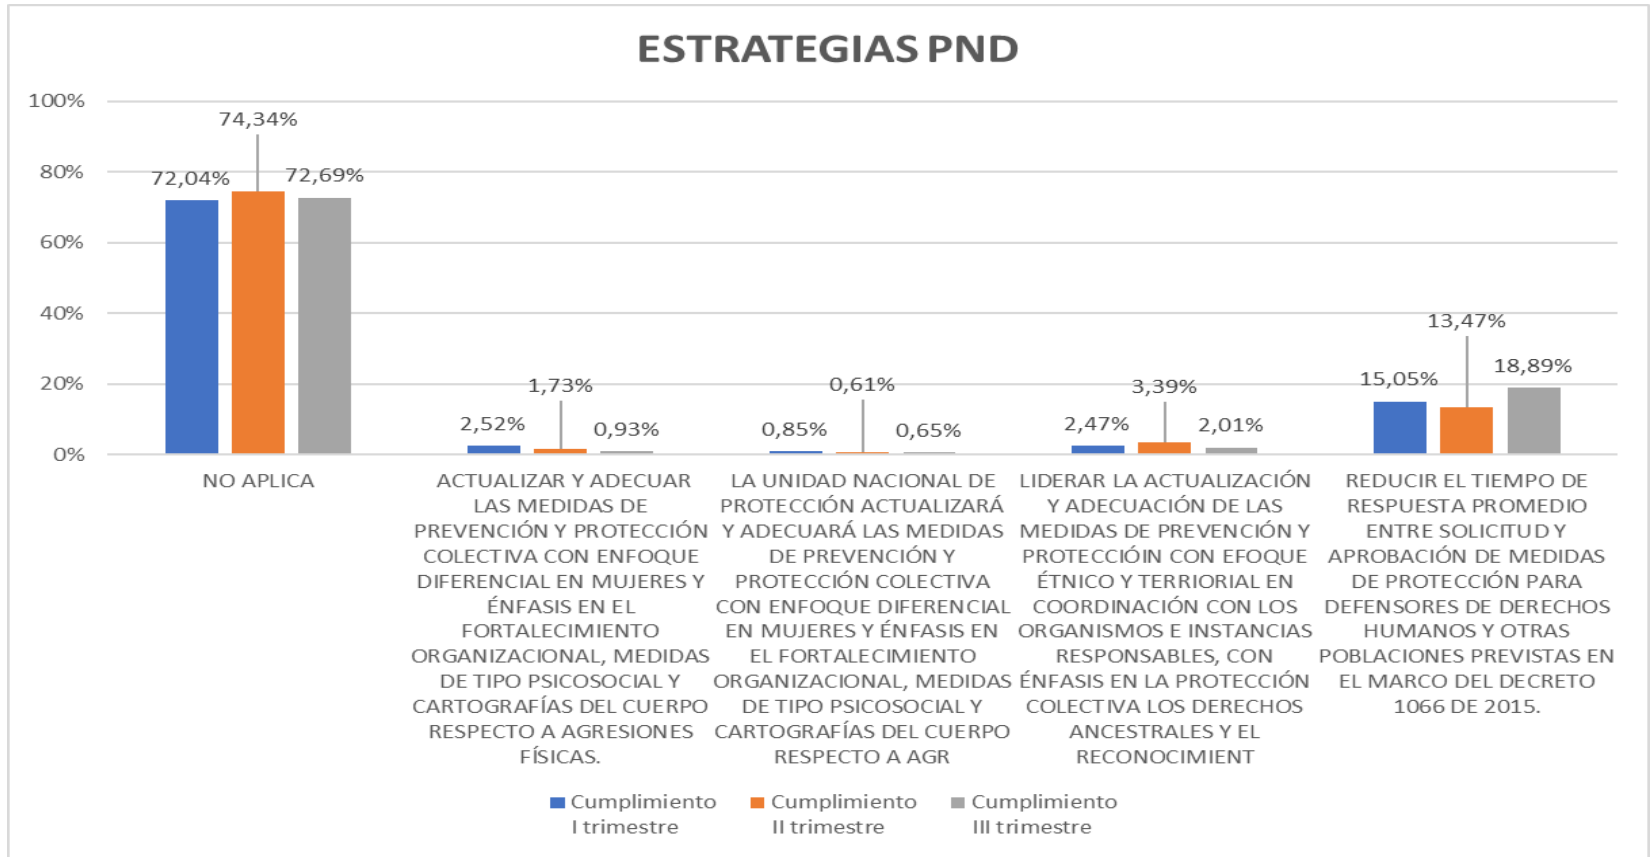 ESTRATEGIAS PND
100%
80%
60%
40%
20%
0%
72,04%
74,34%
72,69%
2,52%
1,73%
0,93%
0,85%
0,61%
0,65%
2,47%
3,39%
2,01%
15,05%
13,47%
18,89%
NO APLICA
ACTUALIZAR Y ADECUAR
LAS MEDIDAS DE
PREVENCIÓN Y PROTECCIÓN
COLECTIVA CON ENFOQUE
DIFERENCIAL EN MUJERES Y
ÉNFASIS EN EL
FORTALECIMIENTO
ORGANIZACIONAL, MEDIDAS
DE TIPO PSICOSOCIAL Y
CARTOGRAFÍAS DEL CUERPO
RESPECTO A AGRESIONES
FÍSICAS.
LA UNIDAD NACIONAL DE
PROTECCIÓN ACTUALIZARÁ
Y ADECUARÁ LAS MEDIDAS
DE PREVENCIÓN Y
PROTECCIÓN COLECTIVA
CON ENFOQUE DIFERENCIAL
EN MUJERES Y ÉNFASIS EN
EL FORTALECIMIENTO
ORGANIZACIONAL, MEDIDAS
DE TIPO PSICOSOCIAL Y
CARTOGRAFÍAS DEL CUERPO
RESPECTO A AGR
LIDERAR LA ACTUALIZACIÓN
Y ADECUACIÓN DE LAS
MEDIDAS DE PREVENCIÓN Y
PROTECCIÓIN CON EFOQUE
ÉTNICO Y TERRIORIAL EN
COORDINACIÓN CON LOS
ORGANISMOS E INSTANCIAS
RESPONSABLES, CON
ÉNFASIS EN LA PROTECCIÓN
COLECTIVA LOS DERECHOS
ANCESTRALES Y EL
RECONOCIMIENT
REDUCIR EL TIEMPO DE
RESPUESTA PROMEDIO
ENTRE SOLICITUD Y
APROBACIÓN DE MEDIDAS
DE PROTECCIÓN PARA
DEFENSORES DE DERECHOS
HUMANOS Y OTRAS
POBLACIONES PREVISTAS EN
EL MARCO DEL DECRETO
1066 DE 2015.
Cumplimiento
I trimestre
Cumplimiento
II trimestre
Cumplimiento
III trimestre